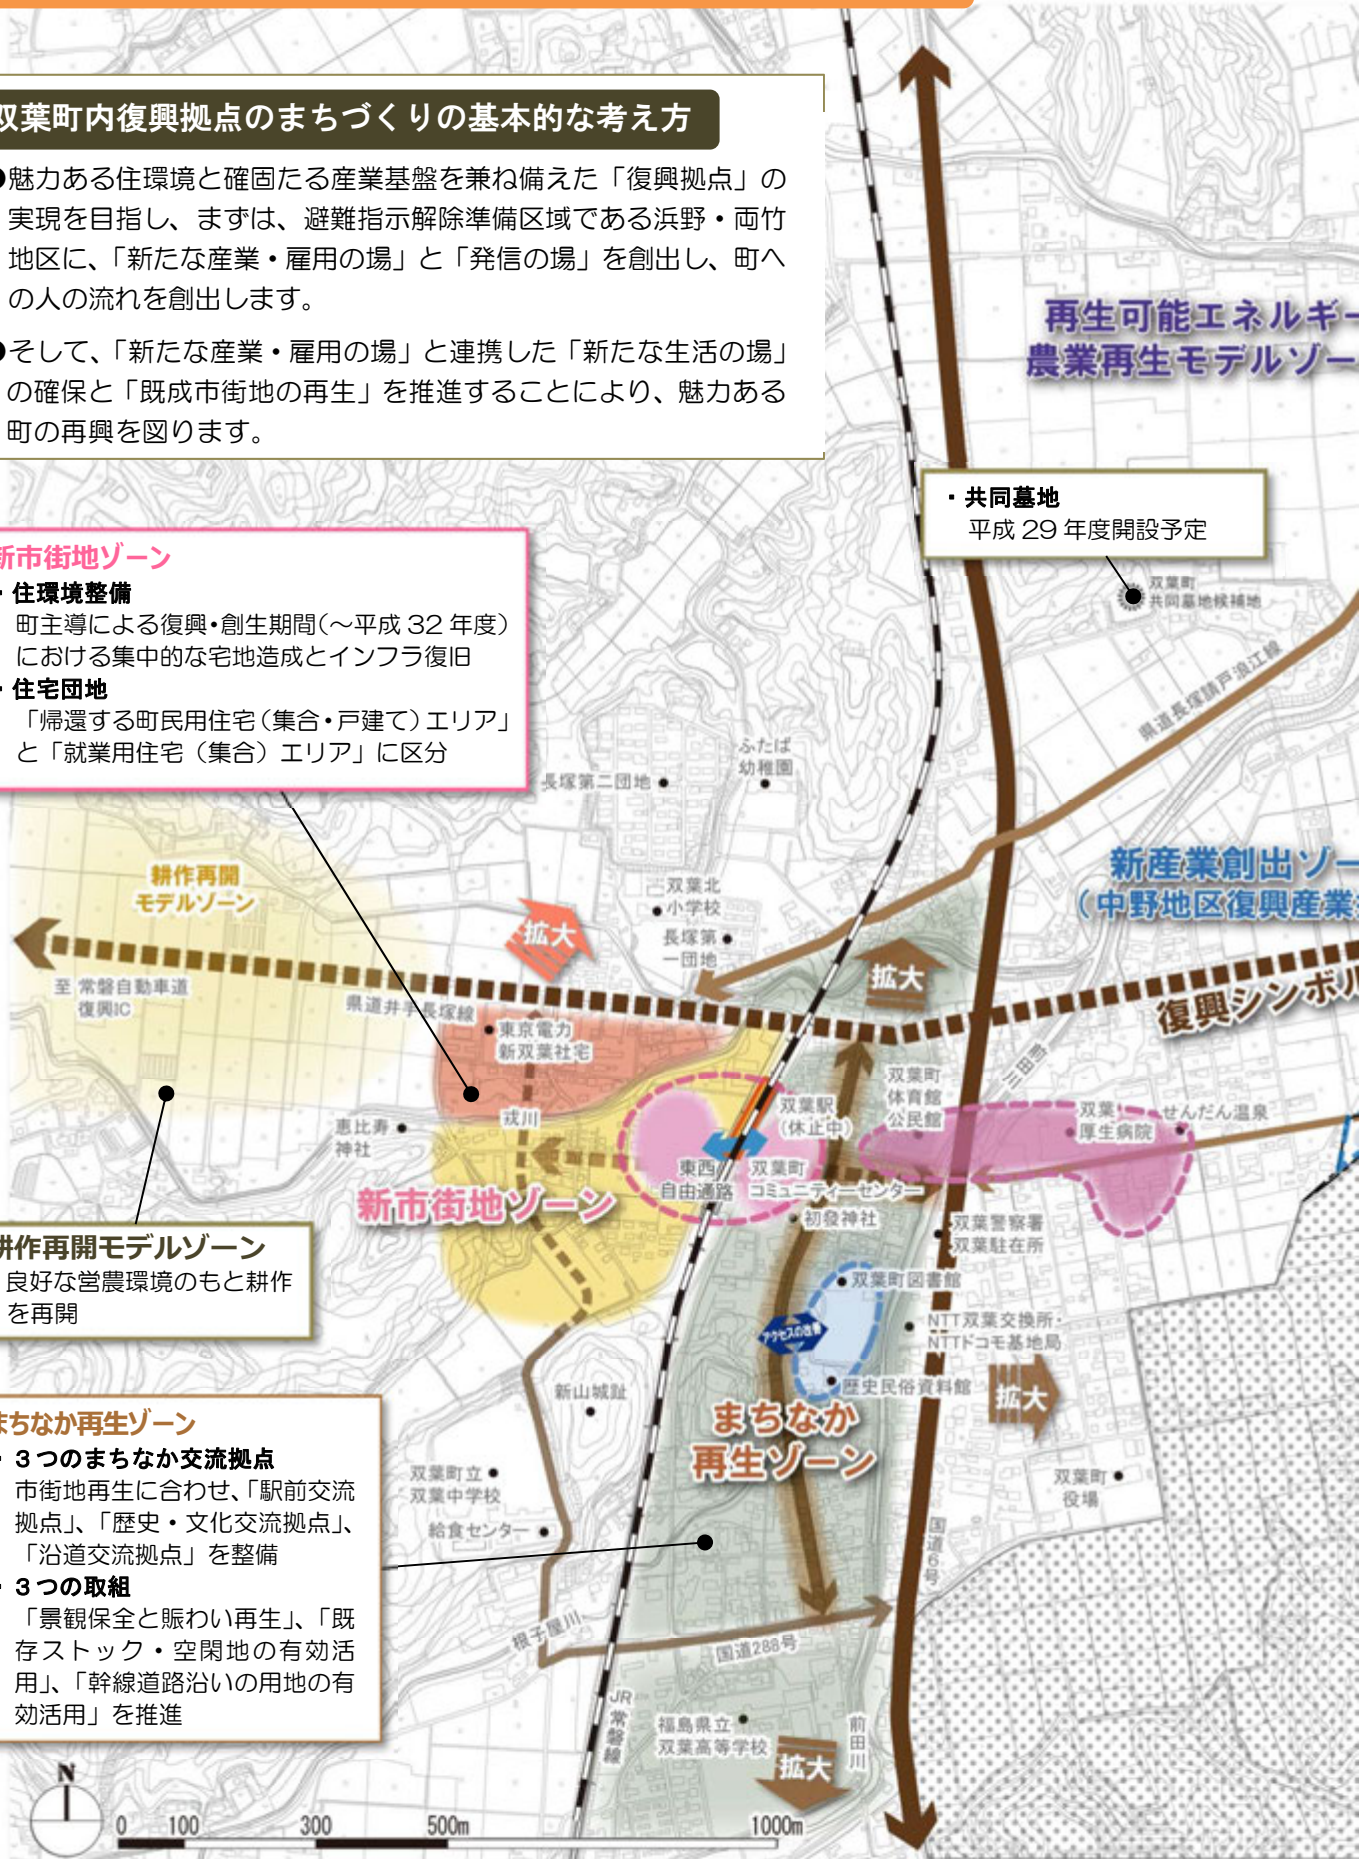 双葉町内復興拠点のまちづくりの基本的な考え方
●魅力ある住環境と確固たる産業基盤を兼ね備えた「復興拠点」の
実現を目指し、まずは、避難指示解除準備区域である浜野・両竹
地区に、「新たな産業・雇用の場」と「発信の場」を創出し、町へ
の人の流れを創出します。
●そして、「新たな産業・雇用の場」と連携した「新たな生活の場」
の確保と「既成市街地の再生」を推進することにより、魅力ある
町の再興を図ります。
再生可能エネルギー
農業再生モデルゾー
・共同墓地
平成 29 年度開設予定
双葉町
共同墓地候補地
県道長塚請戸浪江線
新市街地ゾーン
・住環境整備
町主導による復興・創生期間(～平成 32 年度)
における集中的な宅地造成とインフラ復旧
・住宅団地
「帰還する町民用住宅(集合・戸建て)エリア」
と「就業用住宅(集合)エリア」に区分
長塚第二団地
ふたば
幼稚園
新産業創出ゾー
(中野地区復興産業
耕作再開
モデルゾーン
双葉北
小学校
長塚第
一団地
拡大
拡大
至 常磐自動車道
復興IC
県道井手長塚線
東京電力
新双葉社宅
復興シンボル
前田川
戎川
恵比寿
神社
双葉駅
(休止中)
双葉町
体育館
公民館
双葉
厚生病院
せんだん温泉
東西
自由通路
双葉町
コミュニティーセンター
新市街地ゾーン
初發神社
双葉警察署
双葉駐在所
耕作再開モデルゾーン
良好な営農環境のもと耕作
を再開
双葉町図書館
アクセスの改善
NTT双葉交換所・
NTTドコモ基地局
歴史民俗資料館
拡大
新山城趾
まちなか
再生ゾーン
まちなか再生ゾーン
・３つのまちなか交流拠点
市街地再生に合わせ、「駅前交流
拠点」、「歴史・文化交流拠点」、
「沿道交流拠点」を整備
・３つの取組
「景観保全と賑わい再生」、「既
存ストック・空閑地の有効活
用」、「幹線道路沿いの用地の有
効活用」を推進
双葉町立
双葉中学校
給食センター
双葉町
役場
国道6号
根子屋川
国道288号
JR常磐線
福島県立
双葉高等学校
前田川
拡大
N
0 100 300 500m 1000m